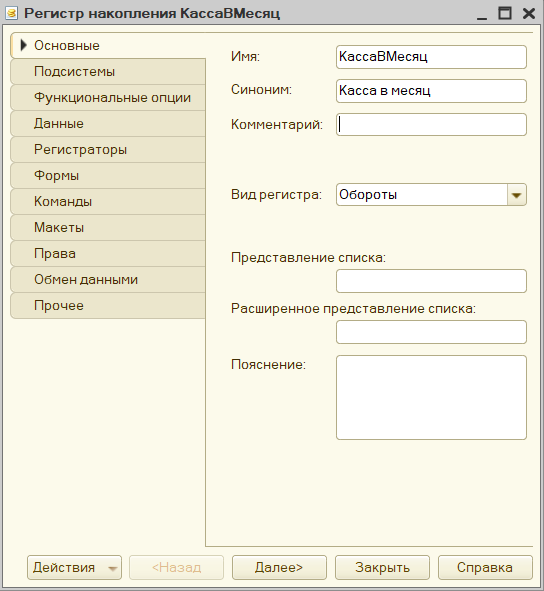 Регистр накопления КассаВМесяц
Основные
Подсистемы
Функциональные опции
Данные
Регистраторы
Формы
Команды
Макеты
Права
Обмен данными
Прочее
Имя: КассаВМесяц
Синоним: Касса в месяц
Комментарий:
Вид регистра: Обороты
Представление списка:
Расширенное представление списка:
Пояснение:
Действия <Назад Далее> Закрыть Справка